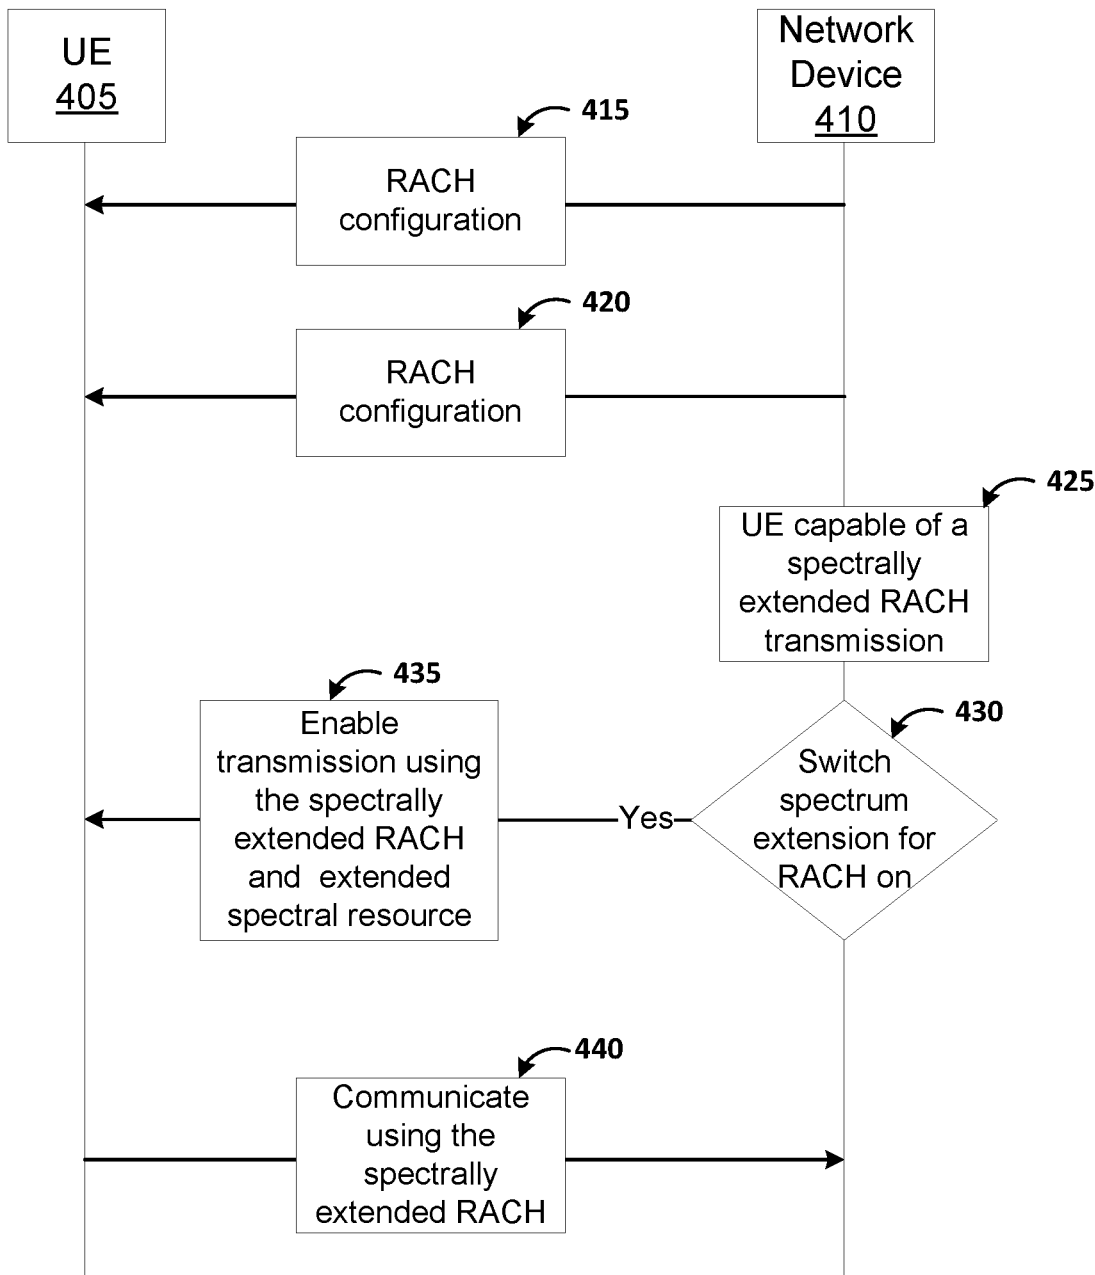 UE
405
Network
Device
410
415
RACH
configuration
420
RACH
configuration
425
UE capable of a
spectrally
extended RACH
transmission
435
430
Enable
transmission using
the spectrally
extended RACH
and extended
spectral resource
Yes
Switch
spectrum
extension for
RACH on
440
Communicate
using the
spectrally
extended RACH